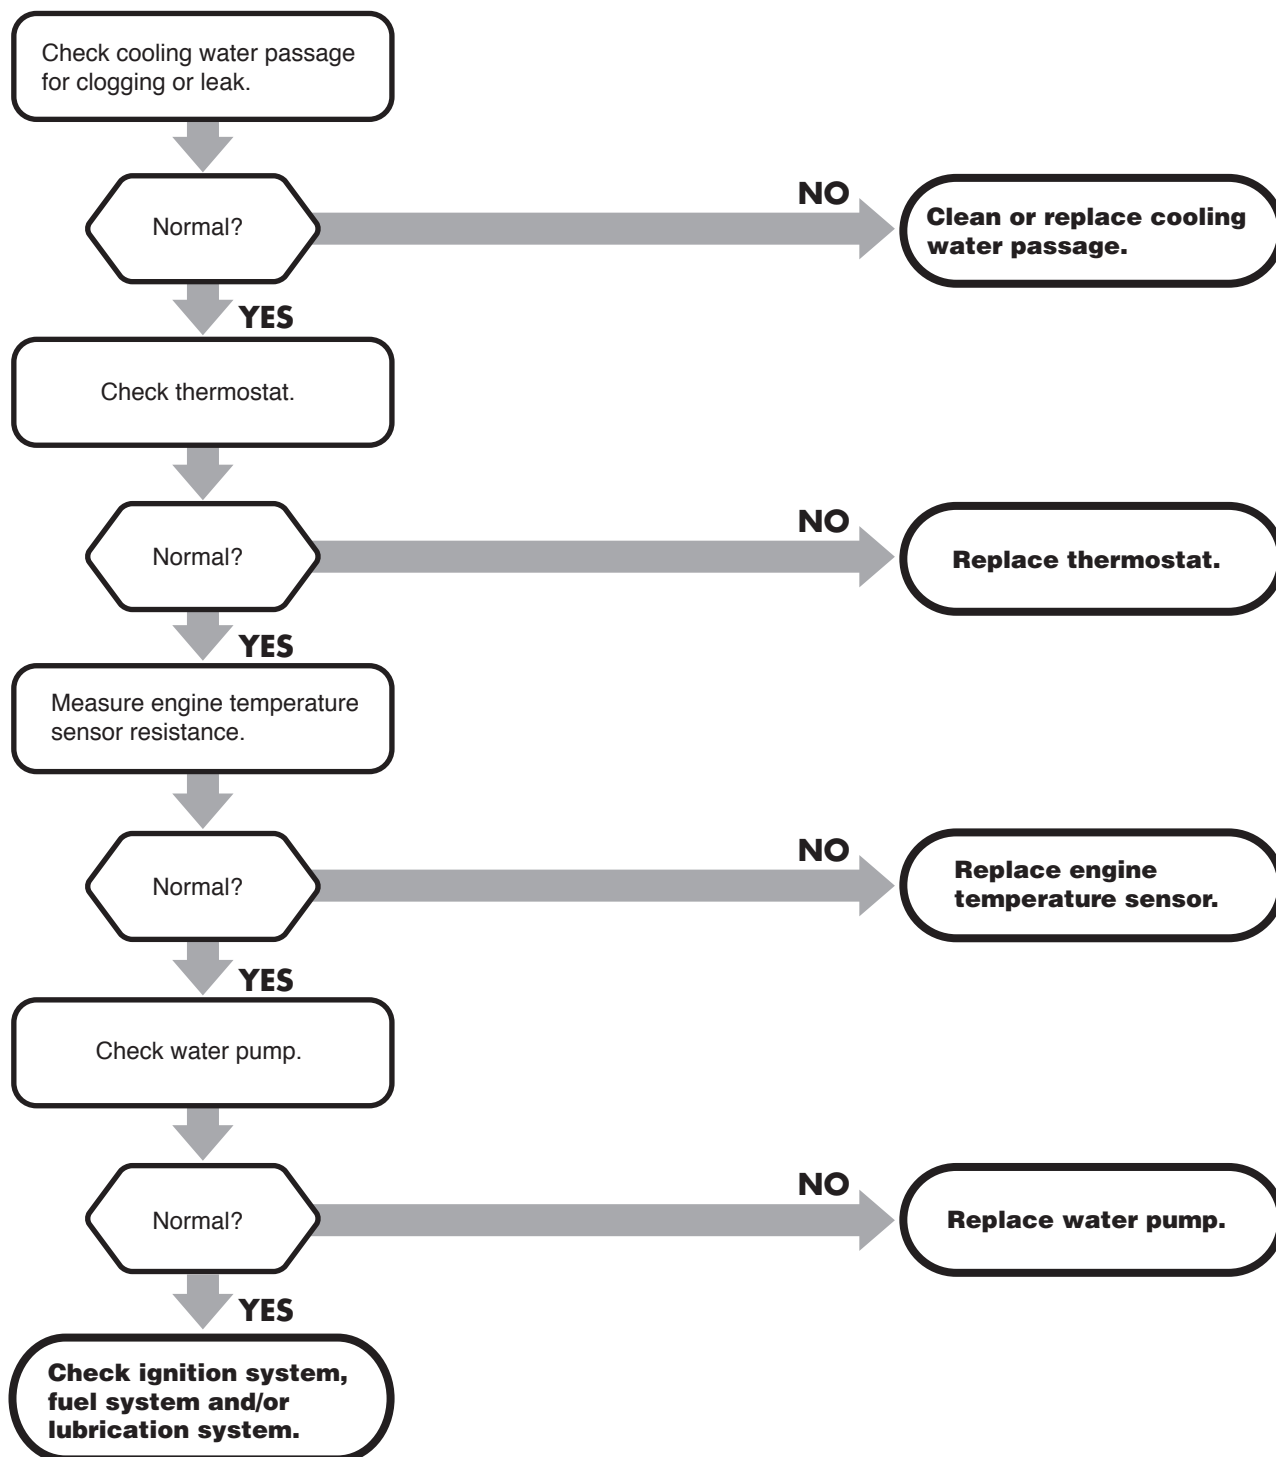 Check cooling water passage
for clogging or leak.
Normal?
NO
Clean or replace cooling
water passage.
YES
Check thermostat.
Normal?
NO
Replace thermostat.
YES
Measure engine temperature
sensor resistance.
Normal?
NO
Replace engine
temperature sensor.
YES
Check water pump.
Normal?
NO
Replace water pump.
YES
Check ignition system,
fuel system and/or
lubrication system.